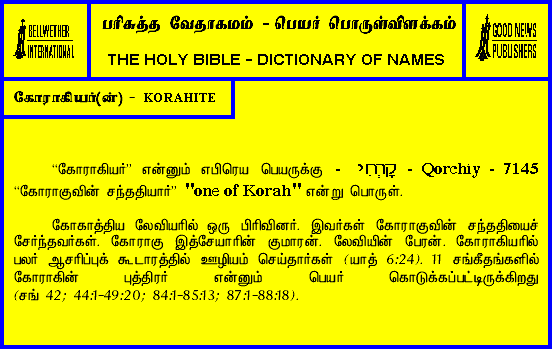 BELLWETHER
INTERNATIONAL
பரிசுத்த வேதாகமம் - பெயர் பொருள்விளக்கம்
THE HOLY BIBLE - DICTIONARY OF NAMES
GOOD NEWS
PUBLISHERS
கோராகியர்(ன்) - KORAHITE
“கோராகியர்” என்னும் எபிரெய பெயருக்கு - קָרְחִי - Qorchiy - 7145
“கோராகுவின் சந்ததியார்” "one of Korah" என்று பொருள்.
கோகாத்திய லேவியரில் ஒரு பிரிவினர். இவர்கள் கோராகுவின் சந்ததியைச்
சேர்ந்தவர்கள். கோராகு இத்சேயாரின் குமாரன். லேவியின் பேரன். கோராகியரில்
பலர் ஆசரிப்புக் கூடாரத்தில் ஊழியம் செய்தார்கள் (யாத் 6:24). 11 சங்கீதங்களில்
கோராகின் புத்திரர் என்னும் பெயர் கொடுக்கப்பட்டிருக்கிறது
(சங் 42; 44:1-49:20; 84:1-85:13; 87:1-88:18).